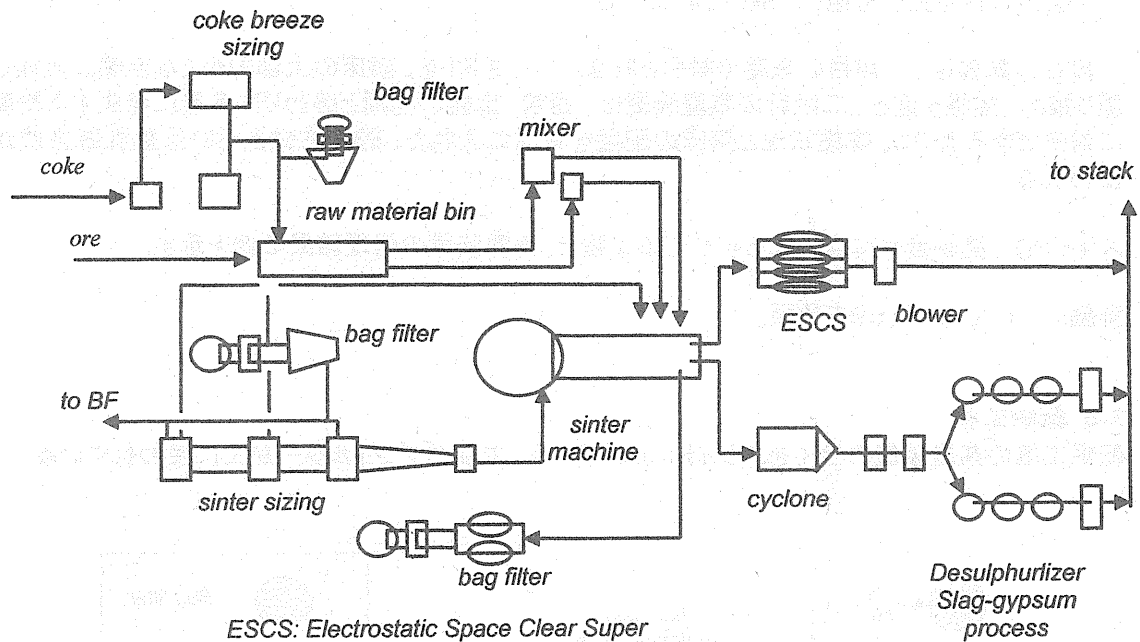 coke breeze
sizing
bag filter
mixer
coke
to stack
raw material bin
ore
ESCS
blower
bag filter
to BF
sinter
machine
sinter sizing
cyclone
bag filter
Desulphurlizer
Slag-gypsum
process
ESCS: Electrostatic Space Clear Super